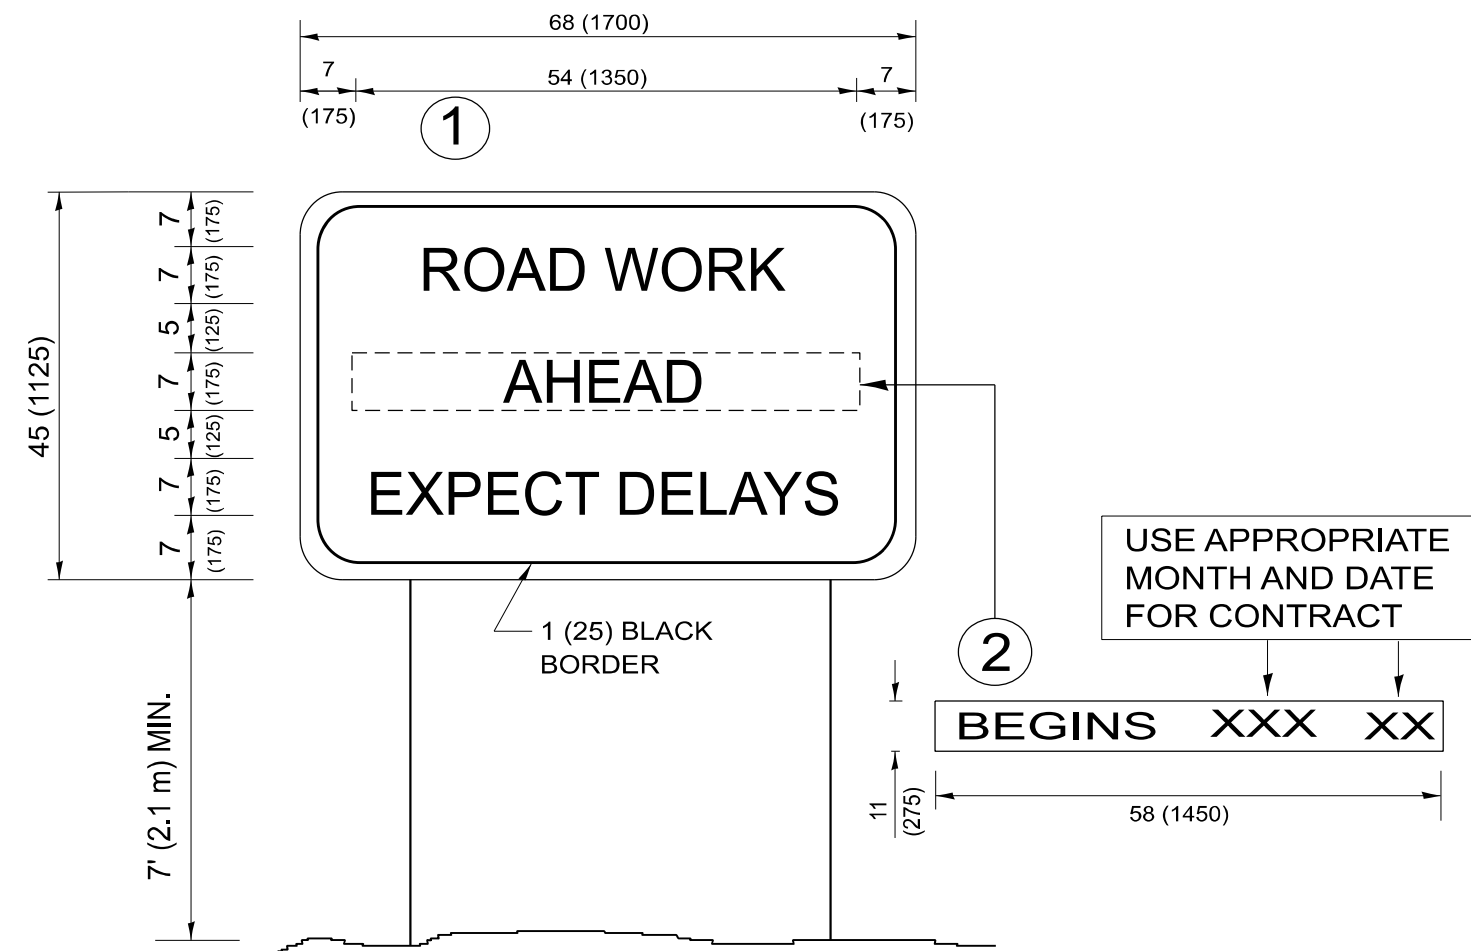 68 (1700)
7
54 (1350)
7
(175)
(175)
1
45 (1125)
7
(175)
7
(175)
5
(125)
7
(175)
5
(125)
7
(175)
7
(175)
ROAD WORK
AHEAD
EXPECT DELAYS
1 (25) BLACK
BORDER
7' (2.1 m) MIN.
2
USE APPROPRIATE
MONTH AND DATE
FOR CONTRACT
BEGINS XXX XX
11
(275)
58 (1450)